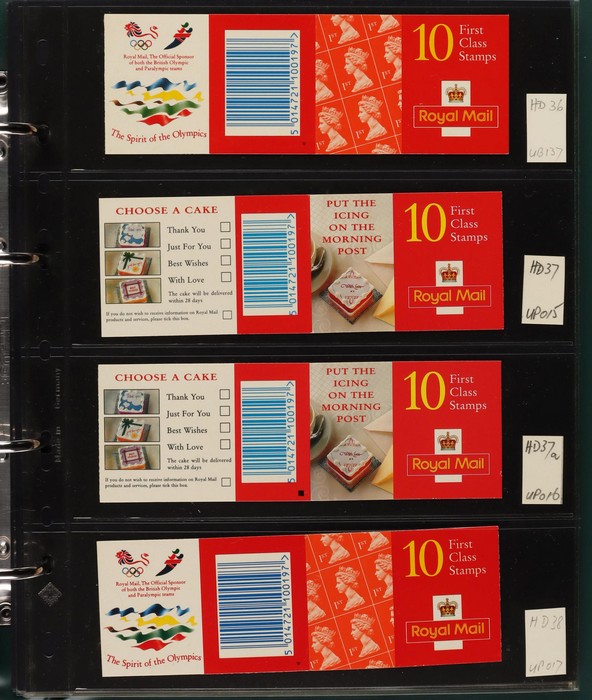 Royal Mail, The Official Sponsor
of both the British Olympic
and Paralympic teams
The Spirit of the Olympics
5 014721 100197 >
1st
10 First
Class
Stamps
Royal Mail
HD 36
UB137
CHOOSE A CAKE
Thank You
Just For You
Best Wishes
With Love
The cake will be delivered
within 28 days
If you do not wish to receive information on Royal Mail
products and services, please tick this box.
5 014721 100197 >
PUT THE
ICING
ON THE
MORNING
POST
10 First
Class
Stamps
Royal Mail
HD37
UP015
CHOOSE A CAKE
Thank You
Just For You
Best Wishes
With Love
The cake will be delivered
within 28 days
If you do not wish to receive information on Royal Mail
products and services, please tick this box.
5 014721 100197 >
PUT THE
ICING
ON THE
MORNING
POST
10 First
Class
Stamps
Royal Mail
HD37a
UP016
Made in Germany
Royal Mail, The Official Sponsor
of both the British Olympic
and Paralympic teams
The Spirit of the Olympics
5 014721 100197 >
1st
1st
1st
10 First
Class
Stamps
Royal Mail
HD38
UP017